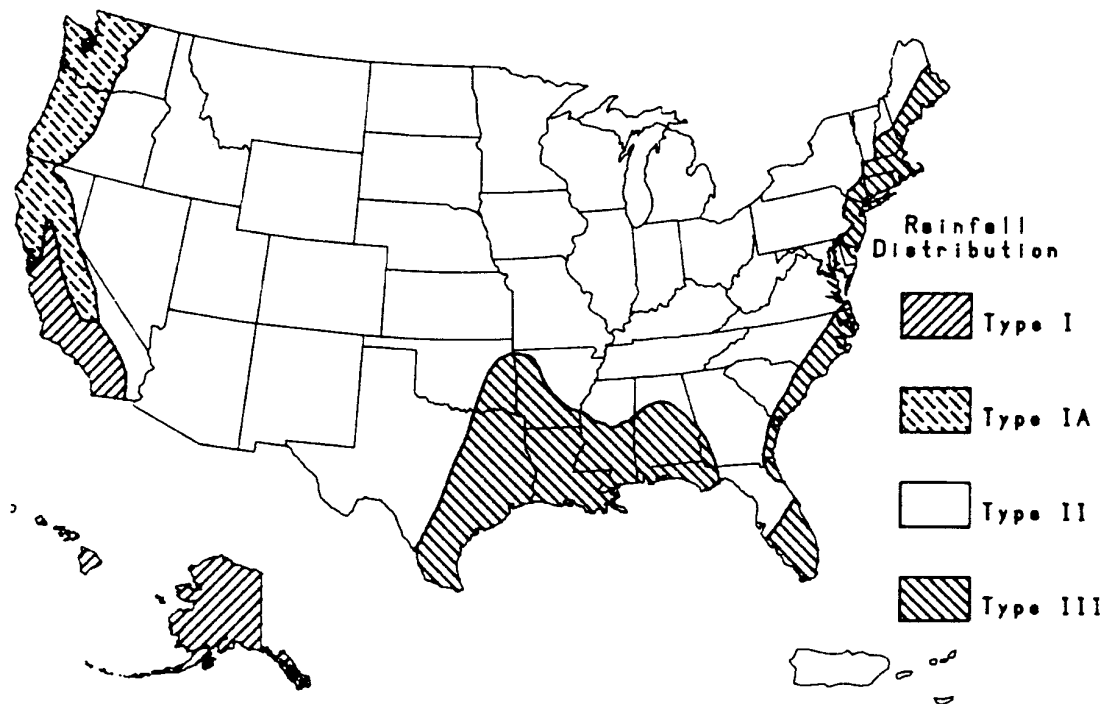 Rainfall
Distribution
Type I
Type IA
Type II
Type III